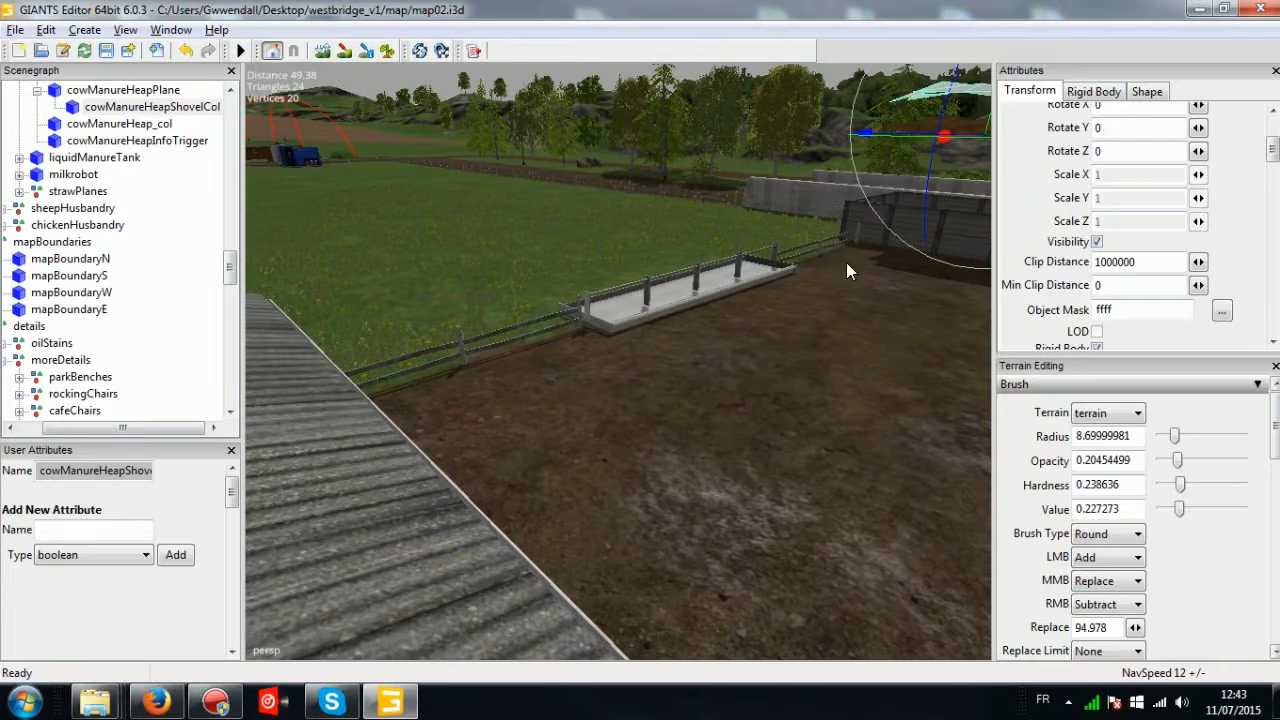 GIANTS Editor 64bit 6.0.3 - C:/Users/Gwwendall/Desktop/westbridge_v1/map/map02.i3d
File Edit Create View Window Help
Scenegraph
cowManureHeapPlane
cowManureHeapShovelCol
cowManureHeap_col
cowManureHeapInfoTrigger
liquidManureTank
milkrobot
strawPlanes
sheepHusbandry
chickenHusbandry
mapBoundaries
mapBoundaryN
mapBoundaryS
mapBoundaryW
mapBoundaryE
details
oilStains
moreDetails
parkBenches
rockingChairs
cafeChairs
User Attributes
Name cowManureHeapShove
Add New Attribute
Name
Type boolean Add
Distance 49.38
Triangles 24
Vertices 20
persp
Attributes
Transform Rigid Body Shape
Rotate X 0
Rotate Y 0
Rotate Z 0
Scale X 1
Scale Y 1
Scale Z 1
Visibility
Clip Distance 1000000
Min Clip Distance 0
Object Mask ffff ...
LOD
Rigid Body
Terrain Editing
Brush
Terrain terrain
Radius 8.69999981
Opacity 0.20454499
Hardness 0.238636
Value 0.227273
Brush Type Round
LMB Add
MMB Replace
RMB Subtract
Replace 94.978
Replace Limit None
Ready
NavSpeed 12 +/-
FR
12:43
11/07/2015